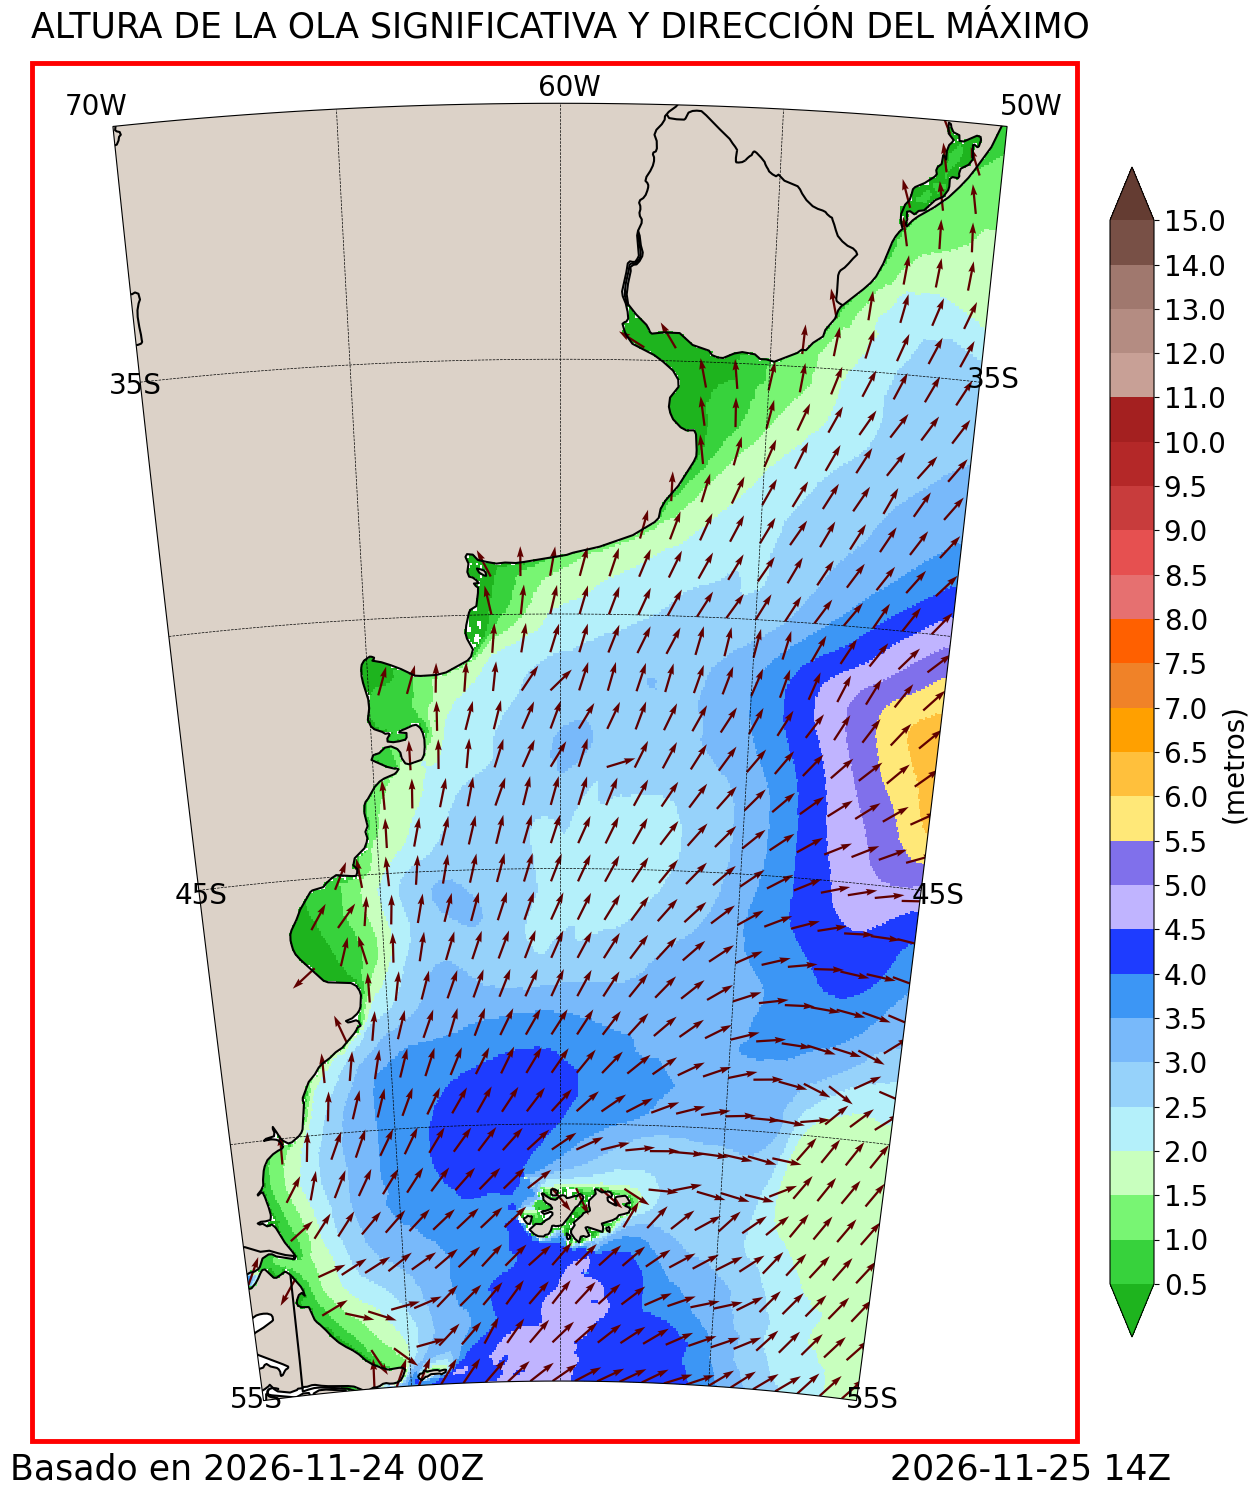 ALTURA DE LA OLA SIGNIFICATIVA Y DIRECCIÓN DEL MÁXIMO
70W
60W
50W
35S
35S
45S
45S
55S
55S
15.0
14.0
13.0
12.0
11.0
10.0
9.5
9.0
8.5
8.0
7.5
7.0
6.5
6.0
5.5
5.0
4.5
4.0
3.5
3.0
2.5
2.0
1.5
1.0
0.5
(metros)
Basado en 2026-11-24 00Z
2026-11-25 14Z